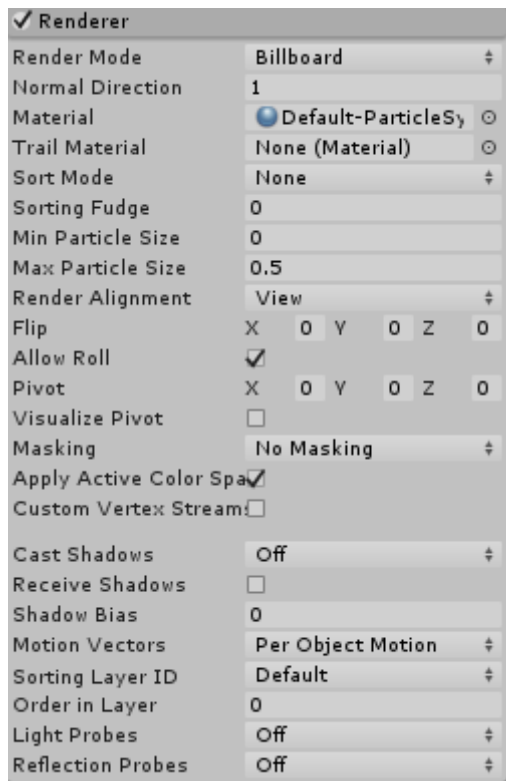 Renderer
Render Mode Billboard
Normal Direction 1
Material Default-ParticleSy
Trail Material None (Material)
Sort Mode None
Sorting Fudge 0
Min Particle Size 0
Max Particle Size 0.5
Render Alignment View
Flip X 0 Y 0 Z 0
Allow Roll
Pivot X 0 Y 0 Z 0
Visualize Pivot
Masking No Masking
Apply Active Color Spa
Custom Vertex Streams
Cast Shadows Off
Receive Shadows
Shadow Bias 0
Motion Vectors Per Object Motion
Sorting Layer ID Default
Order in Layer 0
Light Probes Off
Reflection Probes Off